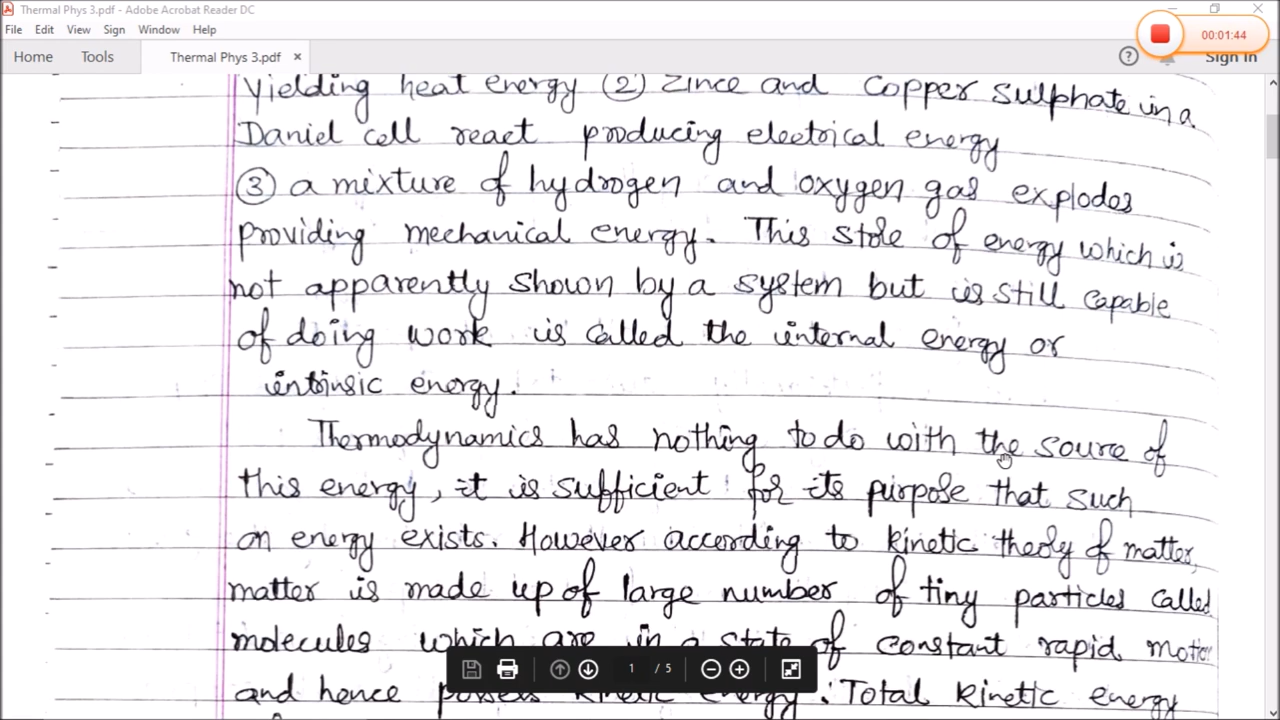 Thermal Phys 3.pdf - Adobe Acrobat Reader DC
File Edit View Sign Window Help
00:01:44
Home Tools Thermal Phys 3.pdf × Sign In
Yielding heat energy ② Zince and Copper sulphate in a
Daniel cell react producing electrical energy
③ a mixture of hydrogen and oxygen gas explodes
providing mechanical energy. This store of energy which is
not apparently shown by a system but is still capable
of doing work is called the internal energy or
intrinsic energy.
Thermodynamics has nothing to do with the source of
this energy, it is sufficient for its purpose that such
an energy exists. However according to kinetic theory of matter,
matter is made up of large number of tiny particles called
molecules which are in a state of constant rapid
1 / 5
and hence possess kinetic energy. Total kinetic energy